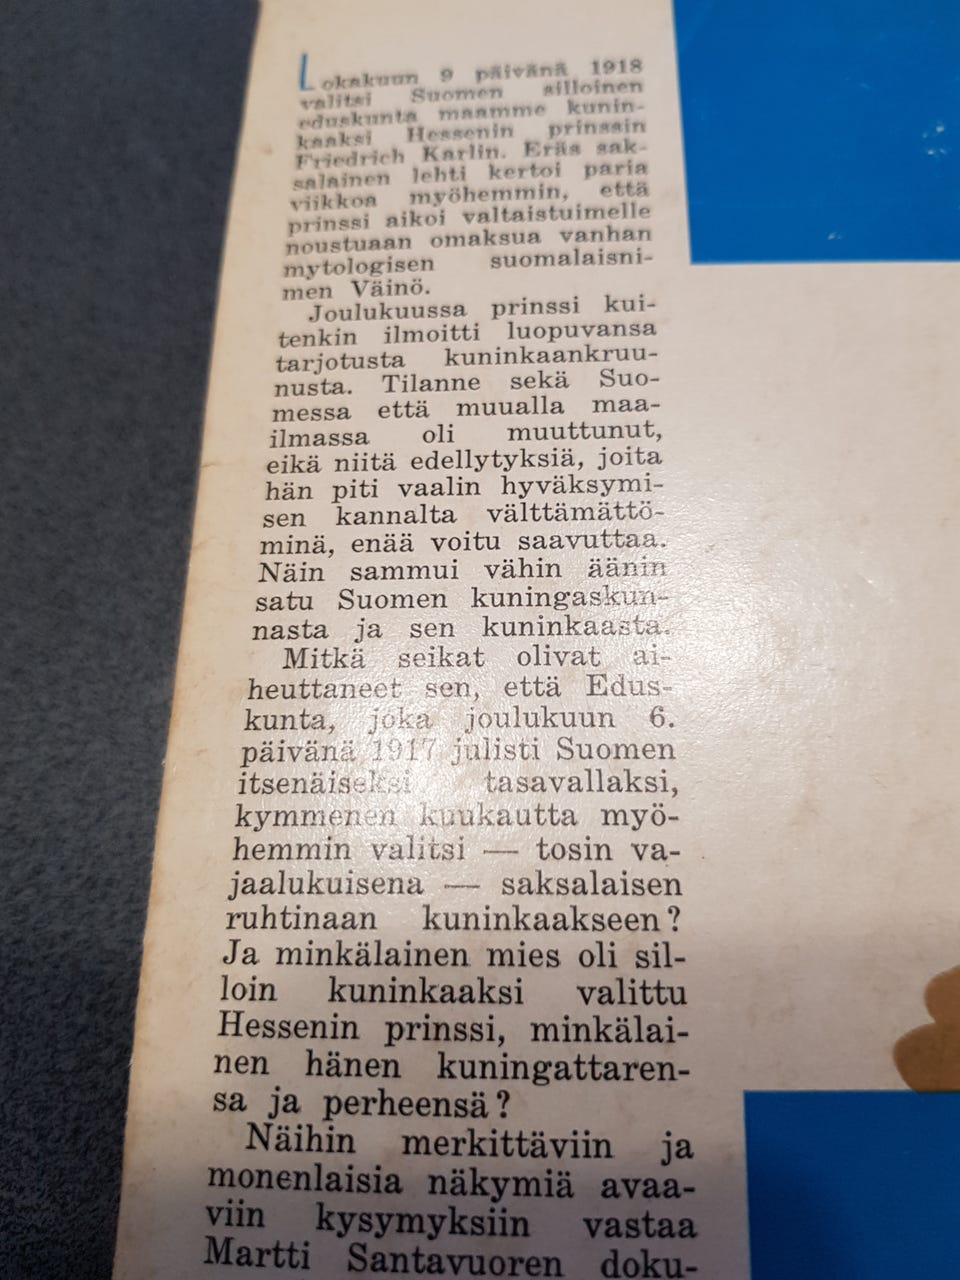 Lokakuun 9 päivänä 1918
valitsi Suomen silloinen
eduskunta maamme kunin-
kaaksi Hessenin prinssin
Friedrich Karlin. Eräs sak-
salainen lehti kertoi paria
viikkoa myöhemmin, että
prinssi aikoi valtaistuimelle
noustuaan omaksua vanhan
mytologisen suomalaisni-
men Väinö.
Joulukuussa prinssi kui-
tenkin ilmoitti luopuvansa
tarjotusta kuninkaankruu-
nusta. Tilanne sekä Suo-
messa että muualla maa-
ilmassa oli muuttunut,
eikä niitä edellytyksiä, joita
hän piti vaalin hyväksymi-
sen kannalta välttämättö-
minä, enää voitu saavuttaa.
Näin sammui vähin äänin
satu Suomen kuningaskun-
nasta ja sen kuninkaasta.
Mitkä seikat olivat ai-
heuttaneet sen, että Edus-
kunta, joka joulukuun 6.
päivänä 1917 julisti Suomen
itsenäiseksi tasavallaksi,
kymmenen kuukautta myö-
hemmin valitsi — tosin va-
jaalukuisena — saksalaisen
ruhtinaan kuninkaakseen?
Ja minkälainen mies oli sil-
loin kuninkaaksi valittu
Hessenin prinssi, minkälai-
nen hänen kuningattaren-
sa ja perheensä?
Näihin merkittäviin ja
monenlaisia näkymiä avaa-
viin kysymyksiin vastaa
Martti Santavuoren doku-